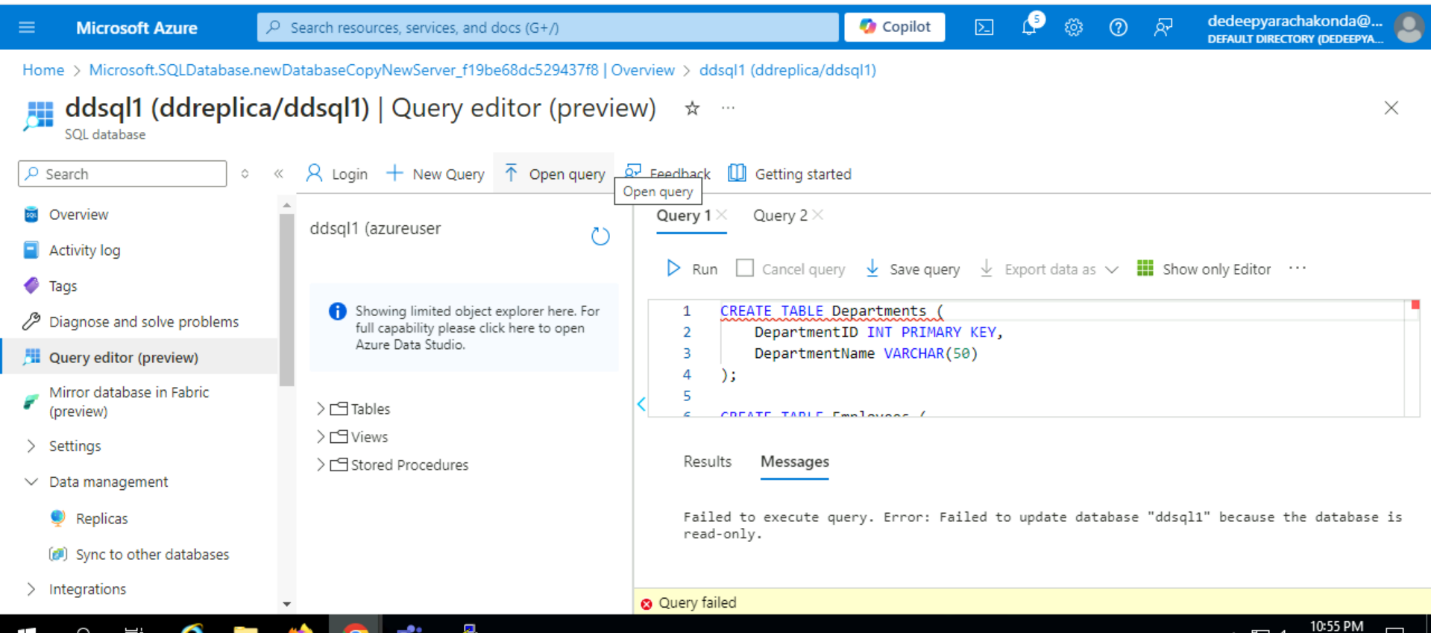 Microsoft Azure
Search resources, services, and docs (G+/)
Copilot
5
dedeepyarachakonda@...
DEFAULT DIRECTORY (DEDEEPYA...
Home > Microsoft.SQLDatabase.newDatabaseCopyNewServer_f19be68dc529437f8 | Overview > ddsql1 (ddreplica/ddsql1)
ddsql1 (ddreplica/ddsql1) | Query editor (preview)
SQL database
Search
Login
New Query
Open query
Feedback
Getting started
Open query
Overview
Activity log
Tags
Diagnose and solve problems
Query editor (preview)
Mirror database in Fabric
(preview)
Settings
Data management
Replicas
Sync to other databases
Integrations
ddsql1 (azureuser
Showing limited object explorer here. For
full capability please click here to open
Azure Data Studio.
Tables
Views
Stored Procedures
Query 1
Query 2
Run
Cancel query
Save query
Export data as
Show only Editor
1 CREATE TABLE Departments (
2 DepartmentID INT PRIMARY KEY,
3 DepartmentName VARCHAR(50)
4 );
5
6 CREATE TABLE Employees (
Results
Messages
Failed to execute query. Error: Failed to update database "ddsql1" because the database is
read-only.
Query failed
10:55 PM